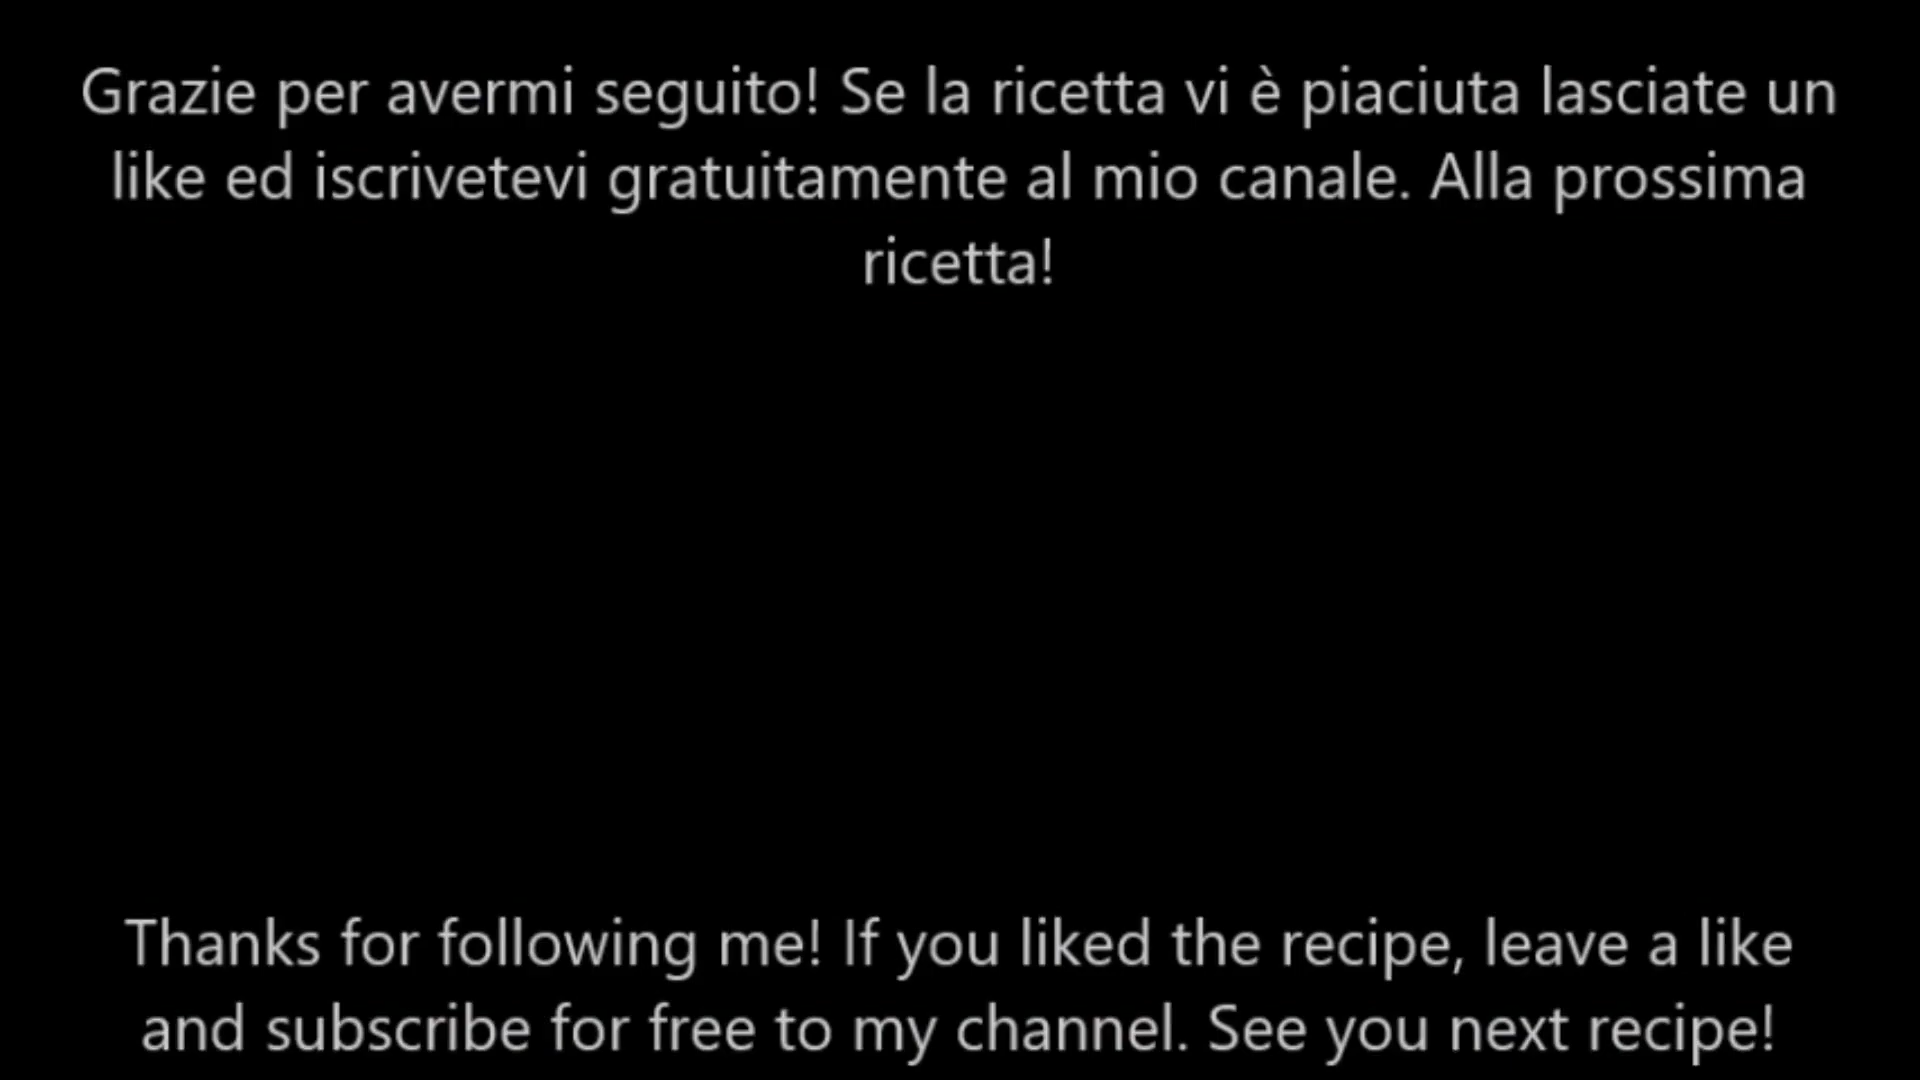 Grazie per avermi seguito! Se la ricetta vi è piaciuta lasciate un
like ed iscrivetevi gratuitamente al mio canale. Alla prossima
ricetta!
Thanks for following me! If you liked the recipe, leave a like
and subscribe for free to my channel. See you next recipe!